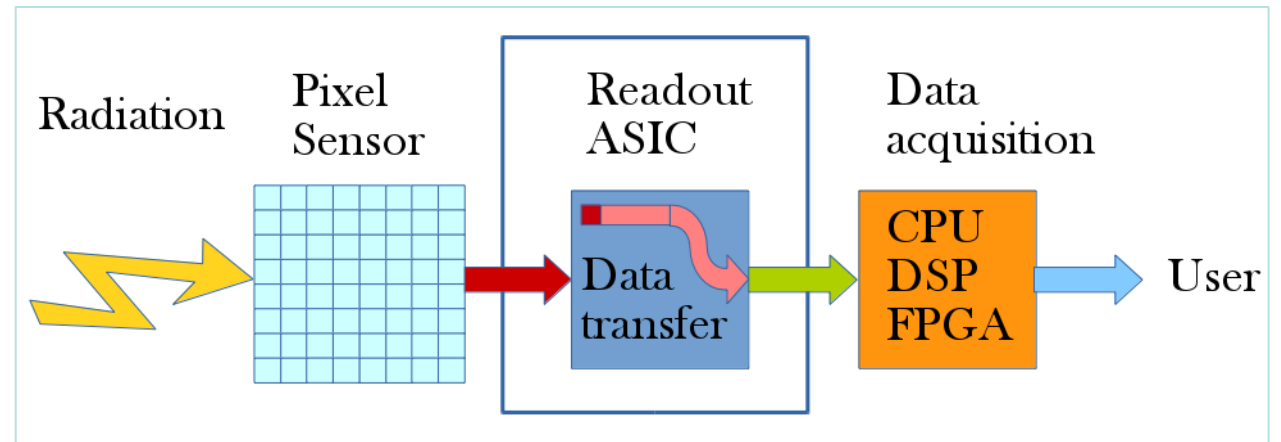 Radiation
Pixel
Sensor
Readout
ASIC
Data
transfer
Data
acquisition
CPU
DSP
FPGA
User